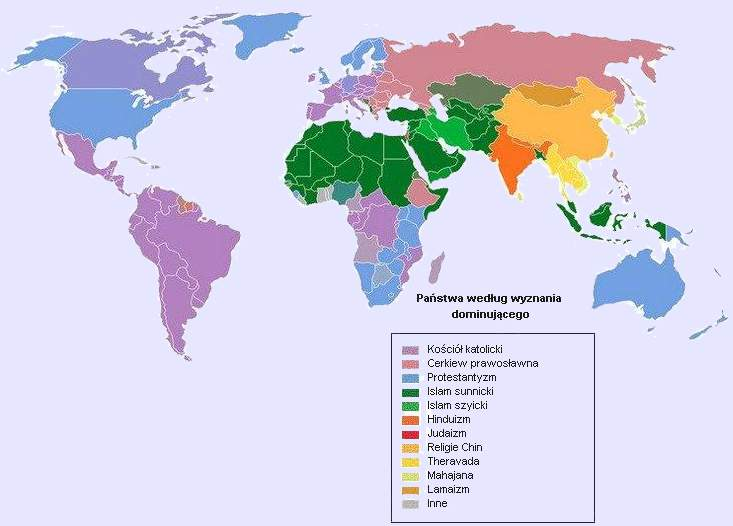 Państwa według wyznania
dominującego
Kościół katolicki
Cerkiew prawosławna
Protestantyzm
Islam sunnicki
Islam szyicki
Hinduizm
Judaizm
Religie Chin
Theravada
Mahajana
Lamaizm
Inne